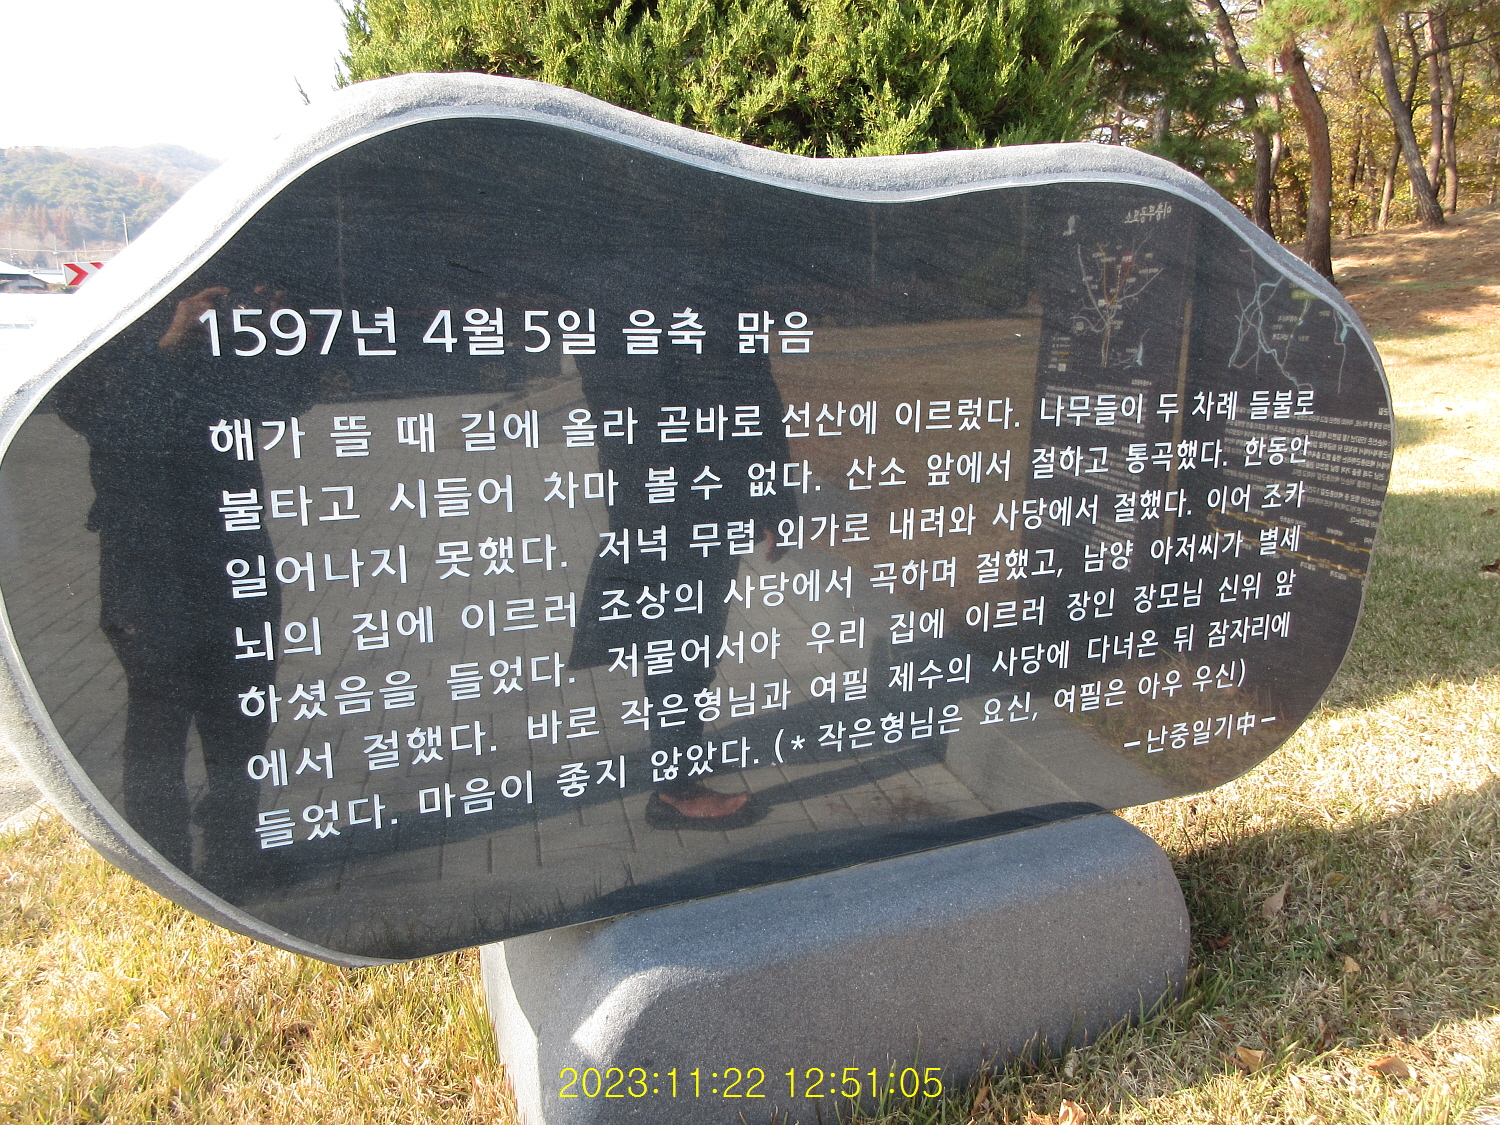 1597년 4월 5일 을축 맑음
해가 뜰 때 길에 올라 곧바로 선산에 이르렀다. 나무들이 두 차례 들불로
불타고 시들어 차마 볼 수 없다. 산소 앞에서 절하고 통곡했다. 한동안
일어나지 못했다. 저녁 무렵 외가로 내려와 사당에서 절했다. 이어 조카
뇌의 집에 이르러 조상의 사당에서 곡하며 절했고, 남양 아저씨가 별세
하셨음을 들었다. 저물어서야 우리 집에 이르러 장인 장모님 신위 앞
에서 절했다. 바로 작은형님과 여필 제수의 사당에 다녀온 뒤 잠자리에
들었다. 마음이 좋지 않았다. (* 작은형님은 요신, 여필은 아우 우신)
-난중일기中-
2023:11:22 12:51:05